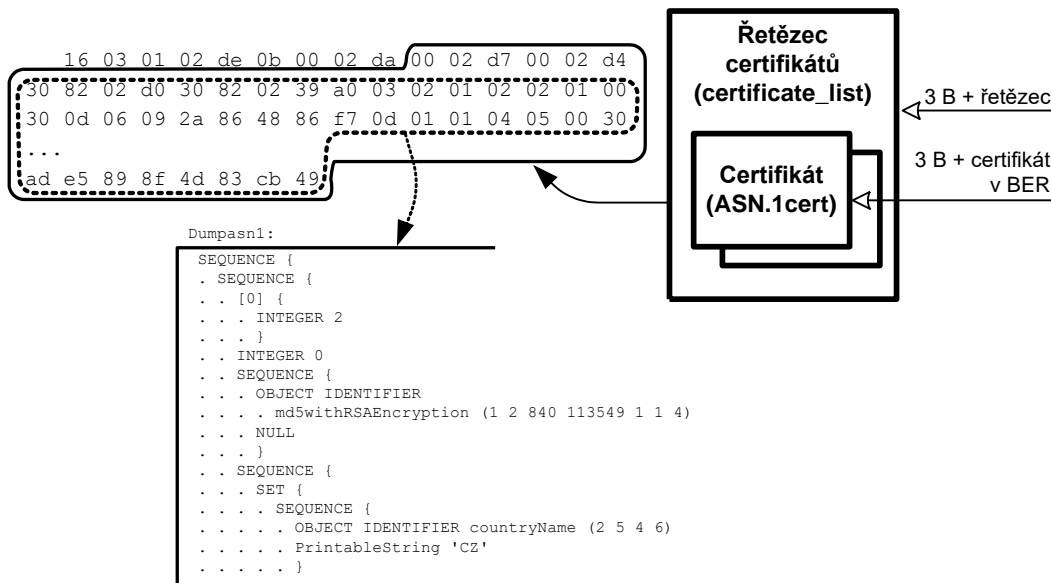 16 03 01 02 de 0b 00 02 da 00 02 d7 00 02 d4
30 82 02 d0 30 82 02 39 a0 03 02 01 02 02 01 00
30 0d 06 09 2a 86 48 86 f7 0d 01 01 04 05 00 30
...
ad e5 89 8f 4d 83 cb 49
Řetězec
certifikátů
(certificate_list)
Certifikát
(ASN.1cert)
3 B + řetězec
3 B + certifikát
v BER
Dumpasn1:
SEQUENCE {
. SEQUENCE {
. . [0] {
. . . INTEGER 2
. . . }
. . INTEGER 0
. . SEQUENCE {
. . . OBJECT IDENTIFIER
. . . . md5withRSAEncryption (1 2 840 113549 1 1 4)
. . . NULL
. . . }
. . SEQUENCE {
. . . SET {
. . . . SEQUENCE {
. . . . . OBJECT IDENTIFIER countryName (2 5 4 6)
. . . . . PrintableString 'CZ'
. . . . . }